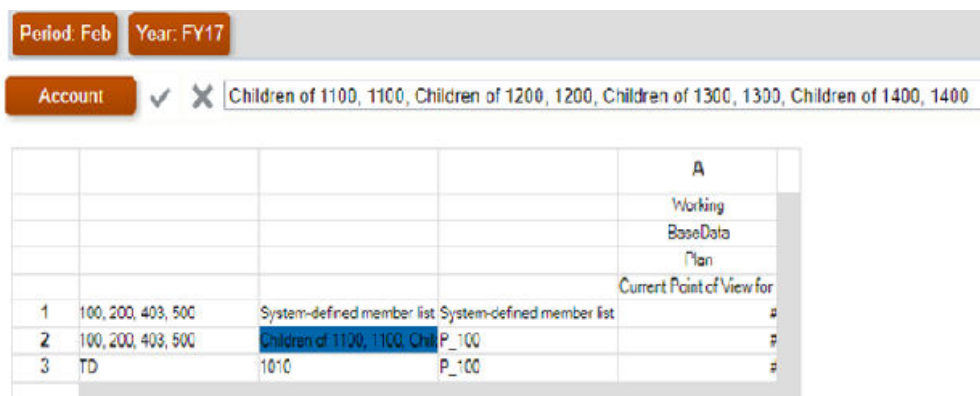 Period: Feb Year: FY17
Account Children of 1100, 1100, Children of 1200, 1200, Children of 1300, 1300, Children of 1400, 1400
A
Working
BaseData
Plan
Current Point of View for
1 100, 200, 403, 500 System-defined member list System-defined member list #
2 100, 200, 403, 500 Children of 1100, 1100, Chil P_100 #
3 TD 1010 P_100 #